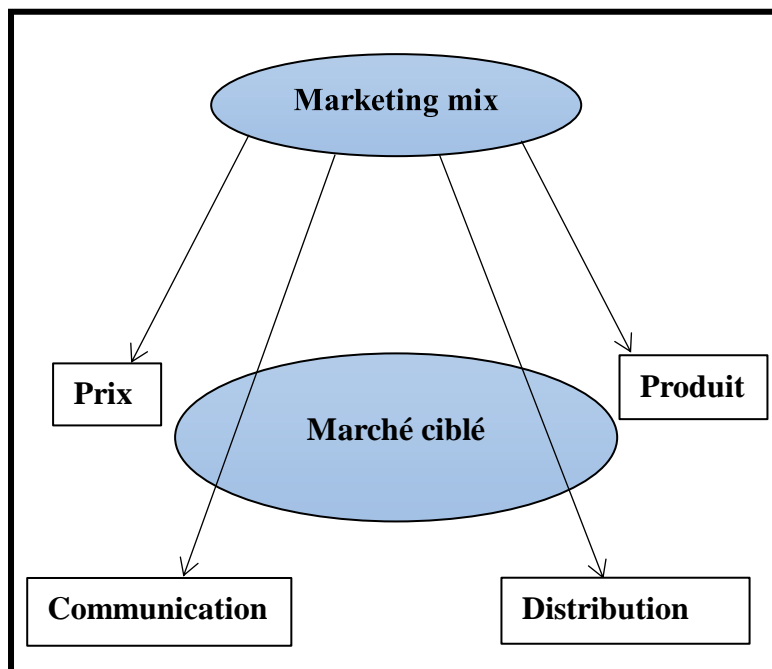 Marketing mix
Prix
Produit
Marché ciblé
Communication
Distribution